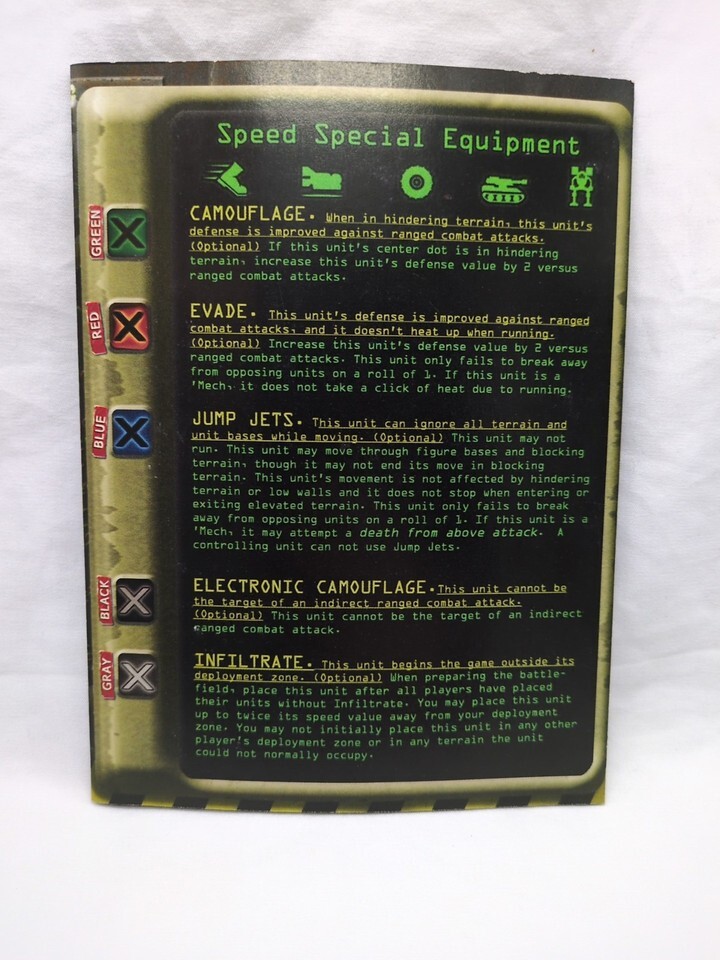 Speed Special Equipment
GREEN
CAMOUFLAGE. When in hindering terrain, this unit's
defense is improved against ranged combat attacks.
(Optional) If this unit's center dot is in hindering
terrain, increase this unit's defense value by 2 versus
ranged combat attacks.
RED
EVADE. This unit's defense is improved against ranged
combat attacks, and it doesn't heat up when running.
(Optional) Increase this unit's defense value by 2 versus
ranged combat attacks. This unit only fails to break away
from opposing units on a roll of 1. If this unit is a
'Mech, it does not take a click of heat due to running.
BLUE
JUMP JETS. This unit can ignore all terrain and
unit bases while moving. (Optional) This unit may not
run. This unit may move through figure bases and blocking
terrain, though it may not end its move in blocking
terrain. This unit's movement is not affected by hindering
terrain or low walls and it does not stop when entering or
exiting elevated terrain. This unit only fails to break
away from opposing units on a roll of 1. If this unit is a
'Mech, it may attempt a death from above attack. A
controlling unit can not use Jump Jets.
BLACK
ELECTRONIC CAMOUFLAGE. This unit cannot be
the target of an indirect ranged combat attack.
(Optional) This unit cannot be the target of an indirect
ranged combat attack.
GRAY
INFILTRATE. This unit begins the game outside its
deployment zone. (Optional) When preparing the battle-
field, place this unit after all players have placed
their units without Infiltrate. You may place this unit
up to twice its speed value away from your deployment
zone. You may not initially place this unit in any other
player's deployment zone or in any terrain the unit
could not normally occupy.